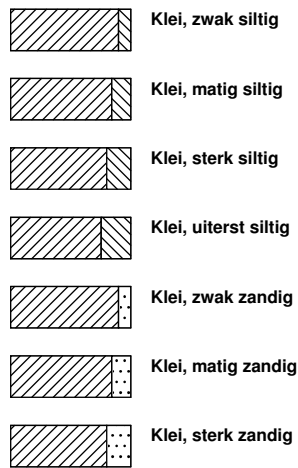 Klei, zwak siltig
Klei, matig siltig
Klei, sterk siltig
Klei, uiterst siltig
Klei, zwak zandig
Klei, matig zandig
Klei, sterk zandig